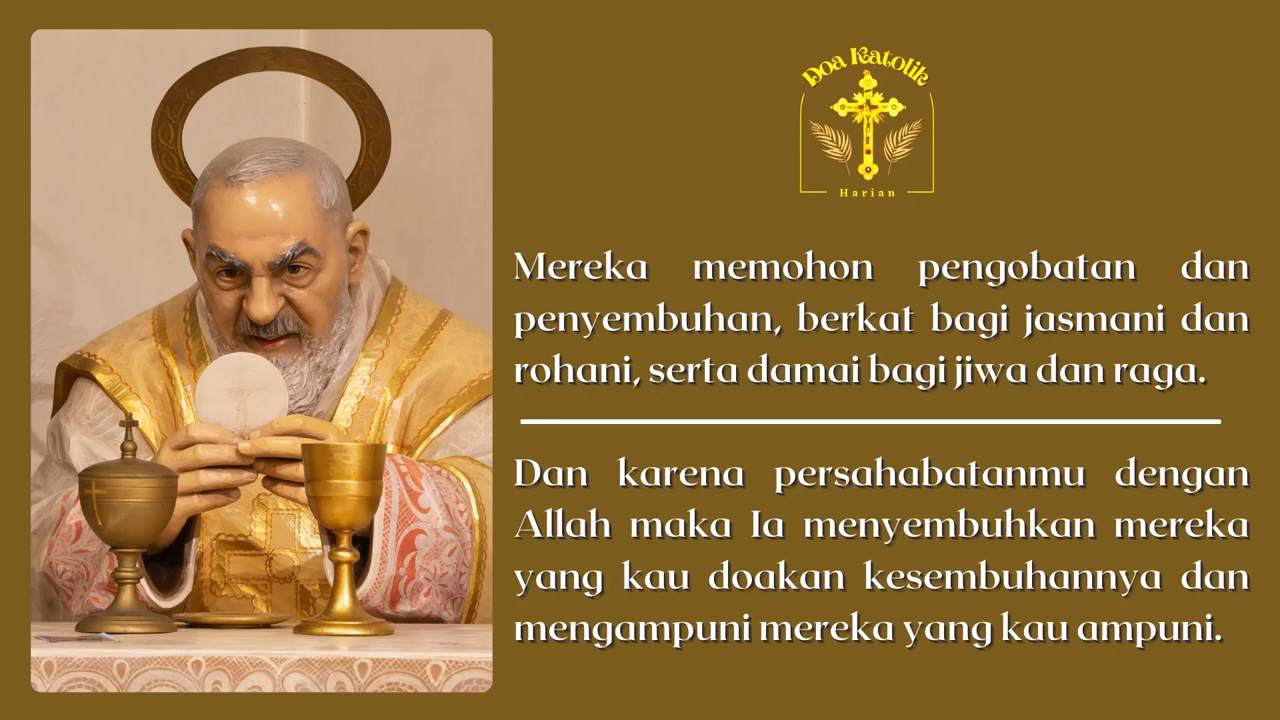 Doa Katolik
Harian
Mereka memohon pengobatan dan
penyembuhan, berkat bagi jasmani dan
rohani, serta damai bagi jiwa dan raga.
Dan karena persahabatanmu dengan
Allah maka Ia menyembuhkan mereka
yang kau doakan kesembuhannya dan
mengampuni mereka yang kau ampuni.